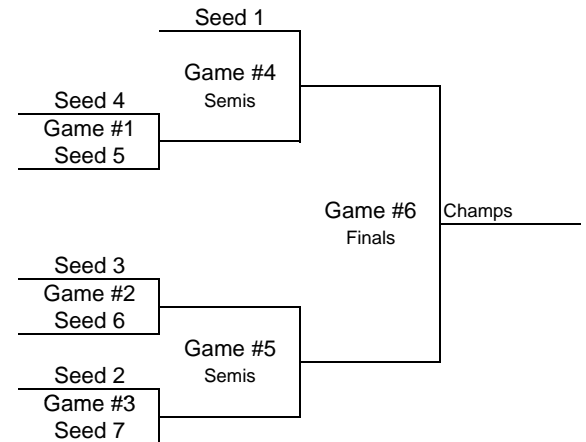 Seed 1
Game #4
Semis
Seed 4
Game #1
Seed 5
Game #6
Finals
Champs
Seed 3
Game #2
Seed 6
Game #5
Semis
Seed 2
Game #3
Seed 7